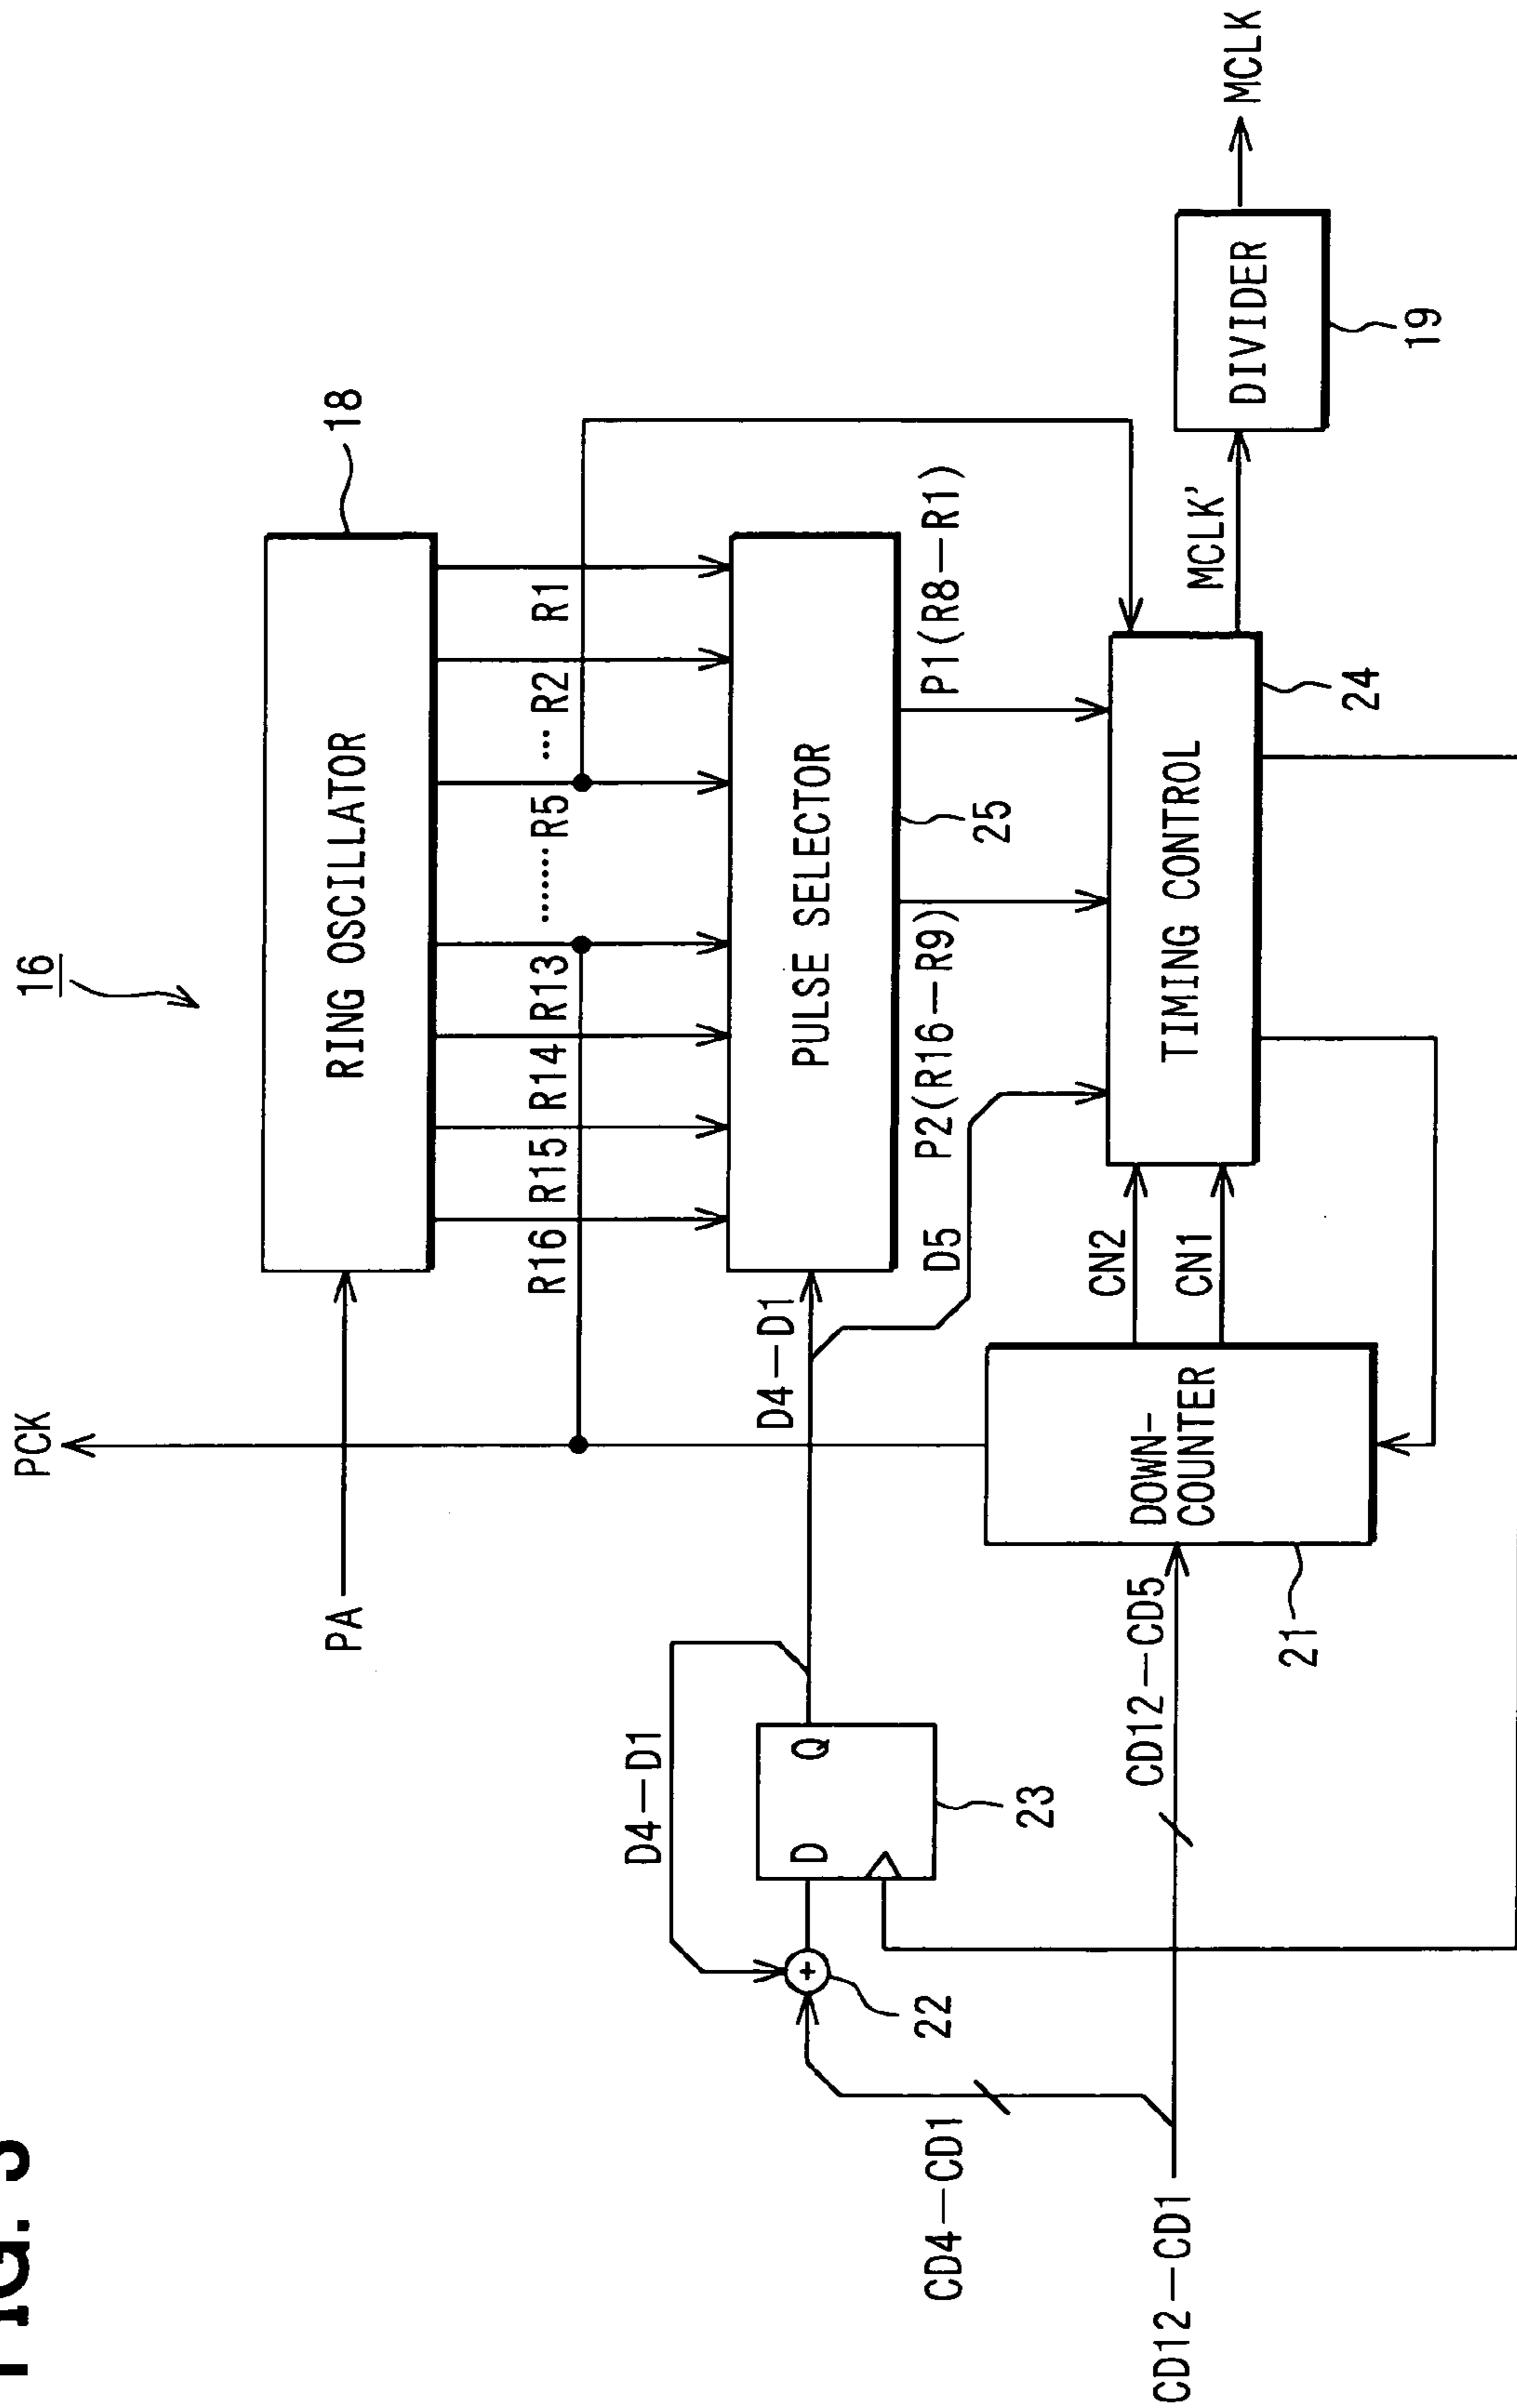 FIG. 3
16
PCK
PA
RING OSCILLATOR
18
R16 R15 R14 R13 ······· R5 ··· R2 R1
D4—D1
D4—D1
PULSE SELECTOR
25
D
Q
23
22
CD4—CD1
D5
P2(R16—R9)
P1(R8—R1)
CD12—CD1
CD12—CD5
DOWN-
COUNTER
21
CN2
CN1
TIMING CONTROL
24
MCLK'
DIVIDER
19
MCLK